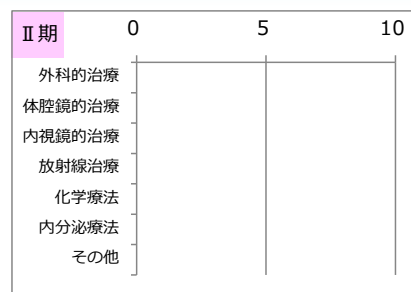 Ⅱ期
0 5 10
外科的治療
体腔鏡的治療
内視鏡的治療
放射線治療
化学療法
内分泌療法
その他